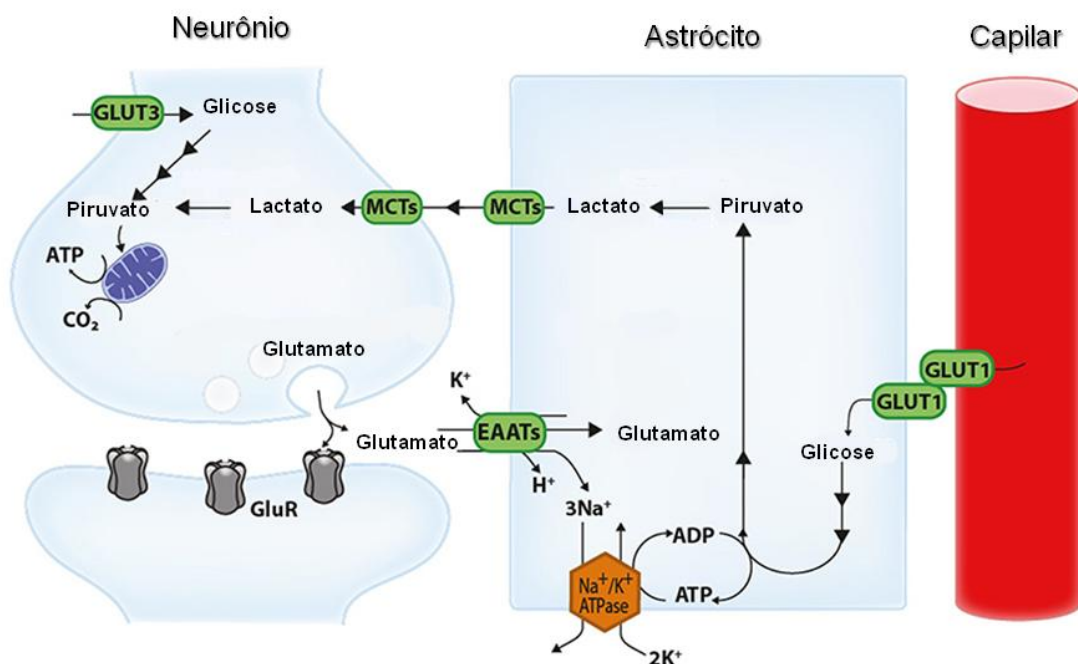 Neurônio
Astrócito
Capilar
GLUT3
Glicose
Piruvato
Lactato
MCTs
MCTs
Lactato
Piruvato
ATP
CO₂
Glutamato
K⁺
GLUT1
GLUT1
Glutamato
EAATs
Glutamato
Glicose
H⁺
GluR
3Na⁺
ADP
Na⁺/K⁺
ATPase
ATP
2K⁺